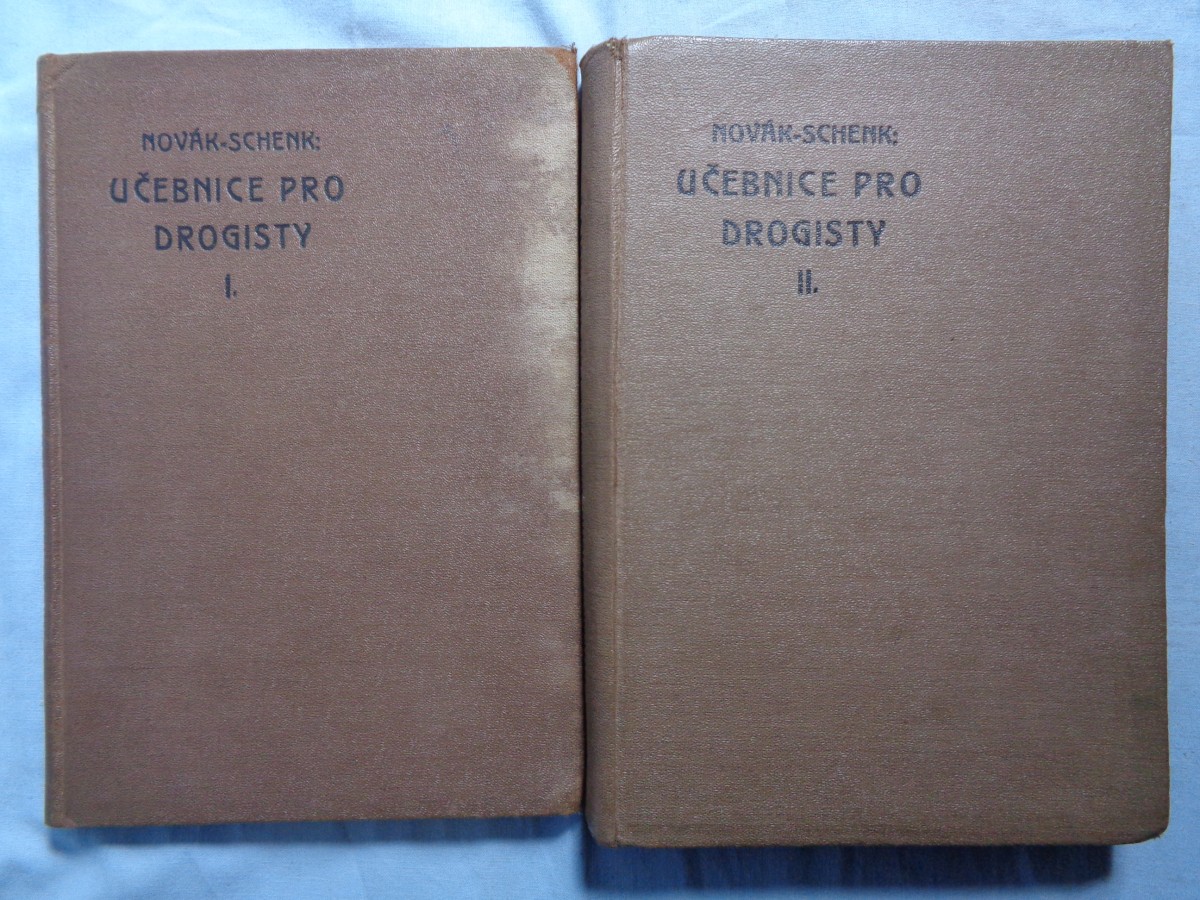 NOVÁK-SCHENK:
UČEBNICE PRO
DROGISTY
I.
NOVÁK-SCHENK:
UČEBNICE PRO
DROGISTY
II.